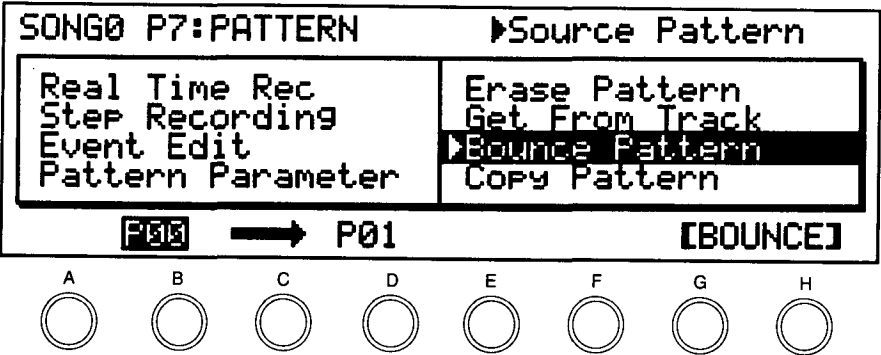 SONG0 P7:PATTERN ▶Source Pattern
Real Time Rec
Step Recording
Event Edit
Pattern Parameter
Erase Pattern
Get From Track
▶Bounce Pattern
Copy Pattern
P00 → P01 [BOUNCE]
A B C D E F G H